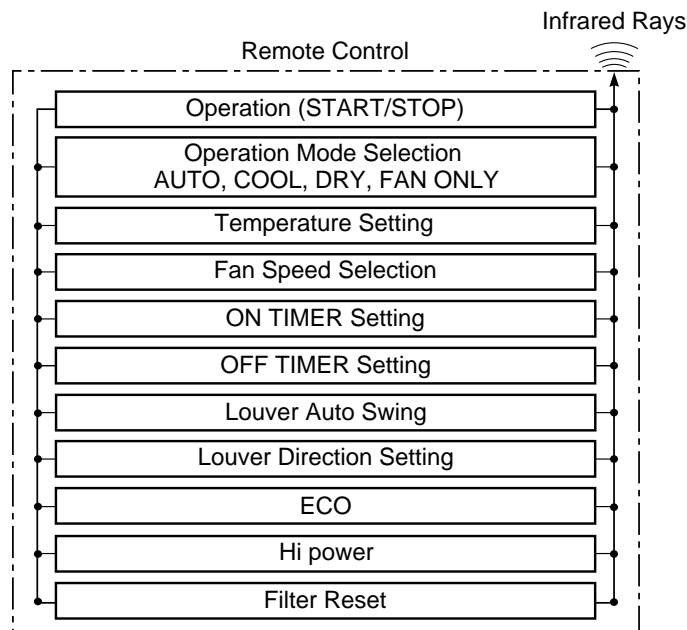 Infrared Rays
Remote Control
Operation (START/STOP)
Operation Mode Selection
AUTO, COOL, DRY, FAN ONLY
Temperature Setting
Fan Speed Selection
ON TIMER Setting
OFF TIMER Setting
Louver Auto Swing
Louver Direction Setting
ECO
Hi power
Filter Reset